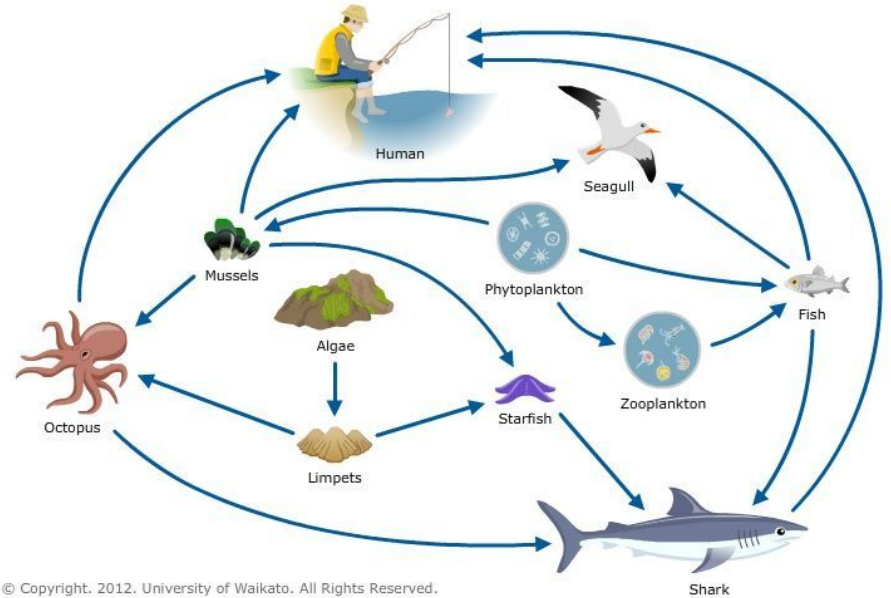 Human
Seagull
Mussels
Phytoplankton
Fish
Algae
Zooplankton
Starfish
Octopus
Limpets
© Copyright. 2012. University of Waikato. All Rights Reserved.
Shark